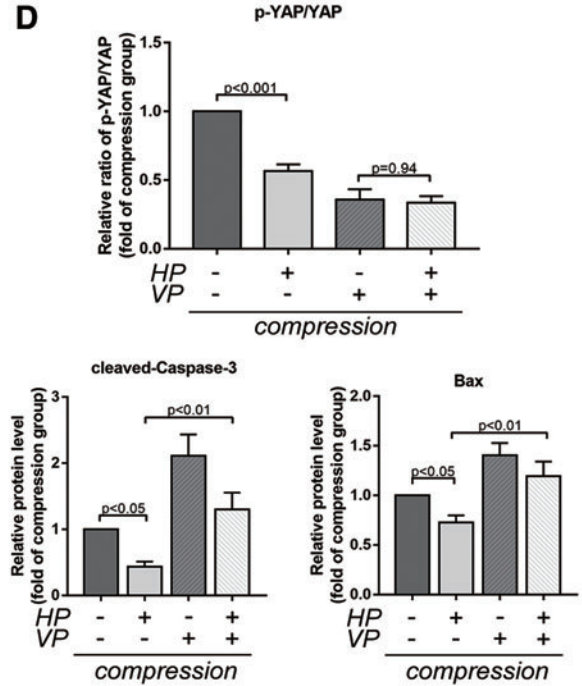 D
p-YAP/YAP
Relative ratio of p-YAP/YAP
(fold of compression group)
1.5
1.0
0.5
0.0
p<0.001
p=0.94
HP - + - +
VP - - + +
compression
cleaved-Caspase-3
Relative protein level
(fold of compression group)
3
2
1
0
p<0.05
p<0.01
HP - + - +
VP - - + +
compression
Bax
Relative protein level
(fold of compression group)
2.0
1.5
1.0
0.5
0.0
p<0.05
p<0.01
HP - + - +
VP - - + +
compression